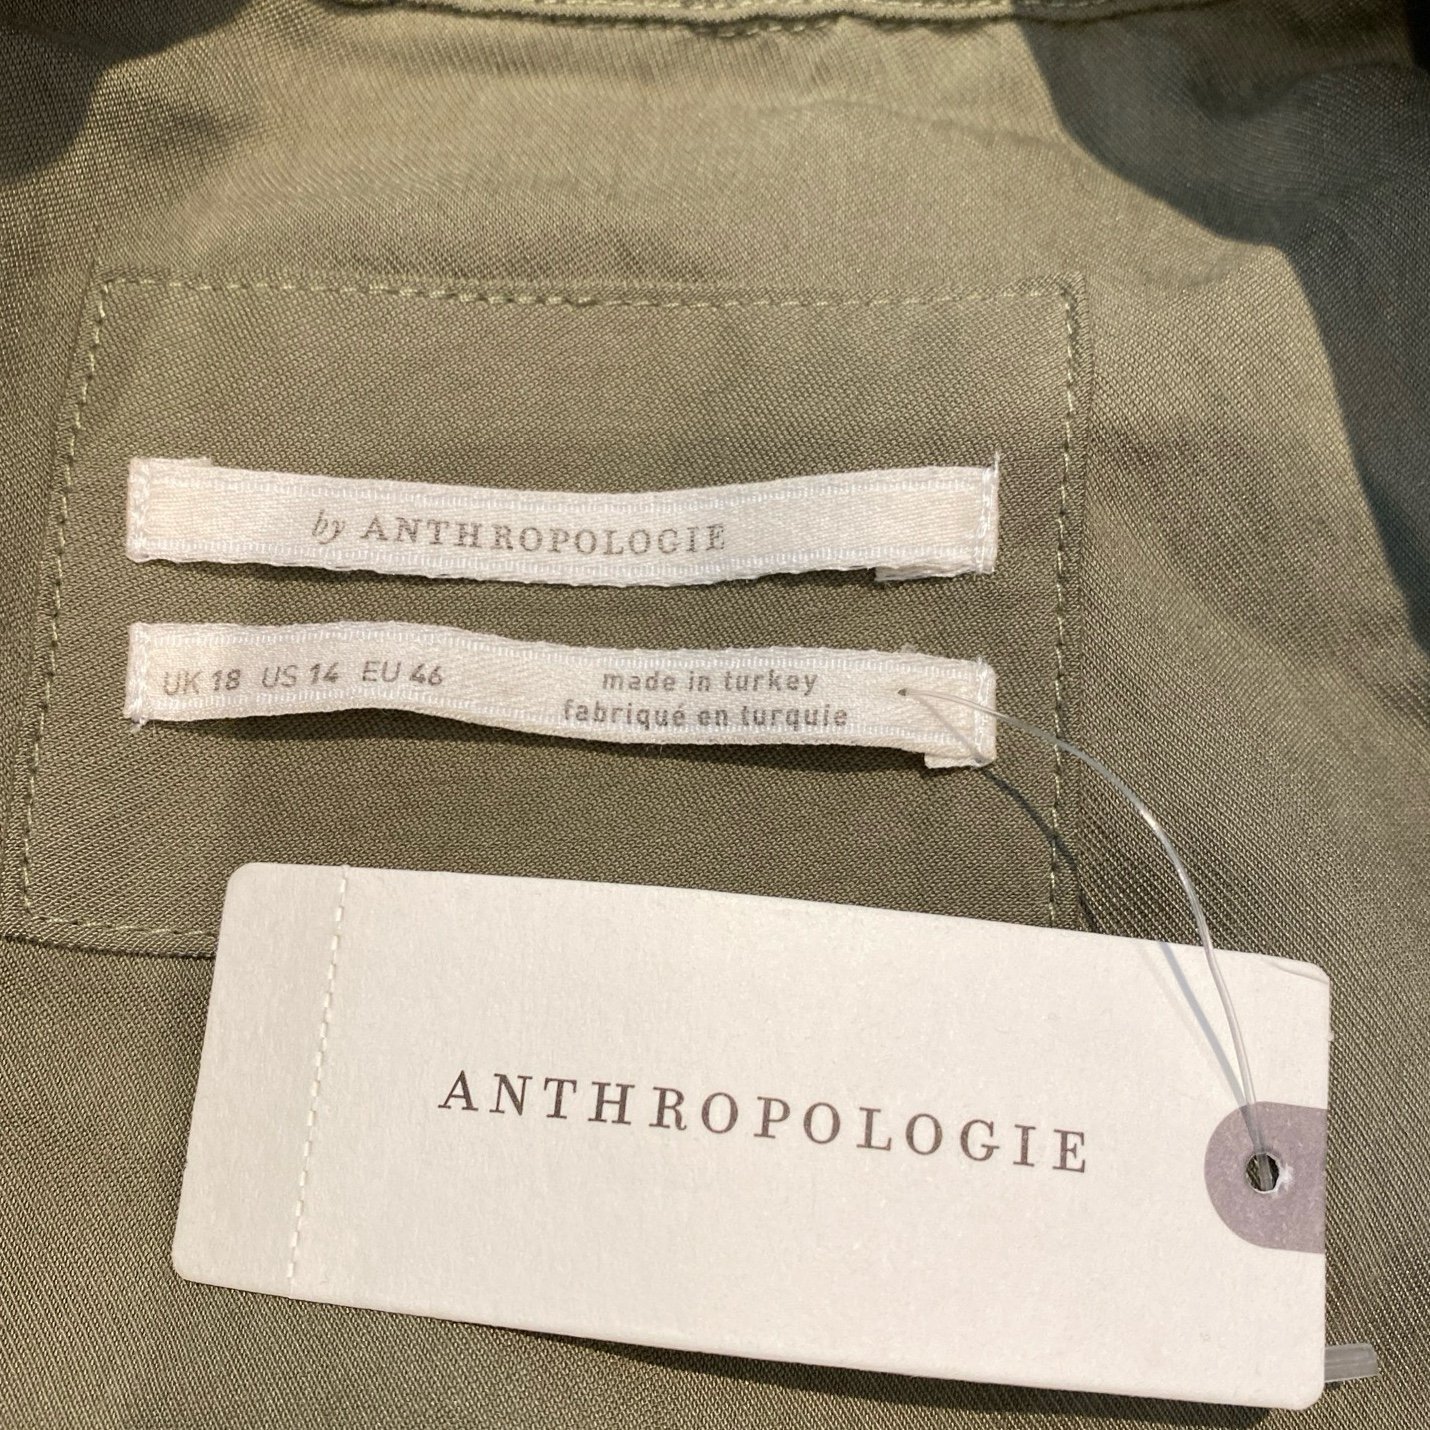 by ANTHROPOLOGIE
UK 18 US 14 EU 46
made in turkey
fabriqué en turquie
ANTHROPOLOGIE